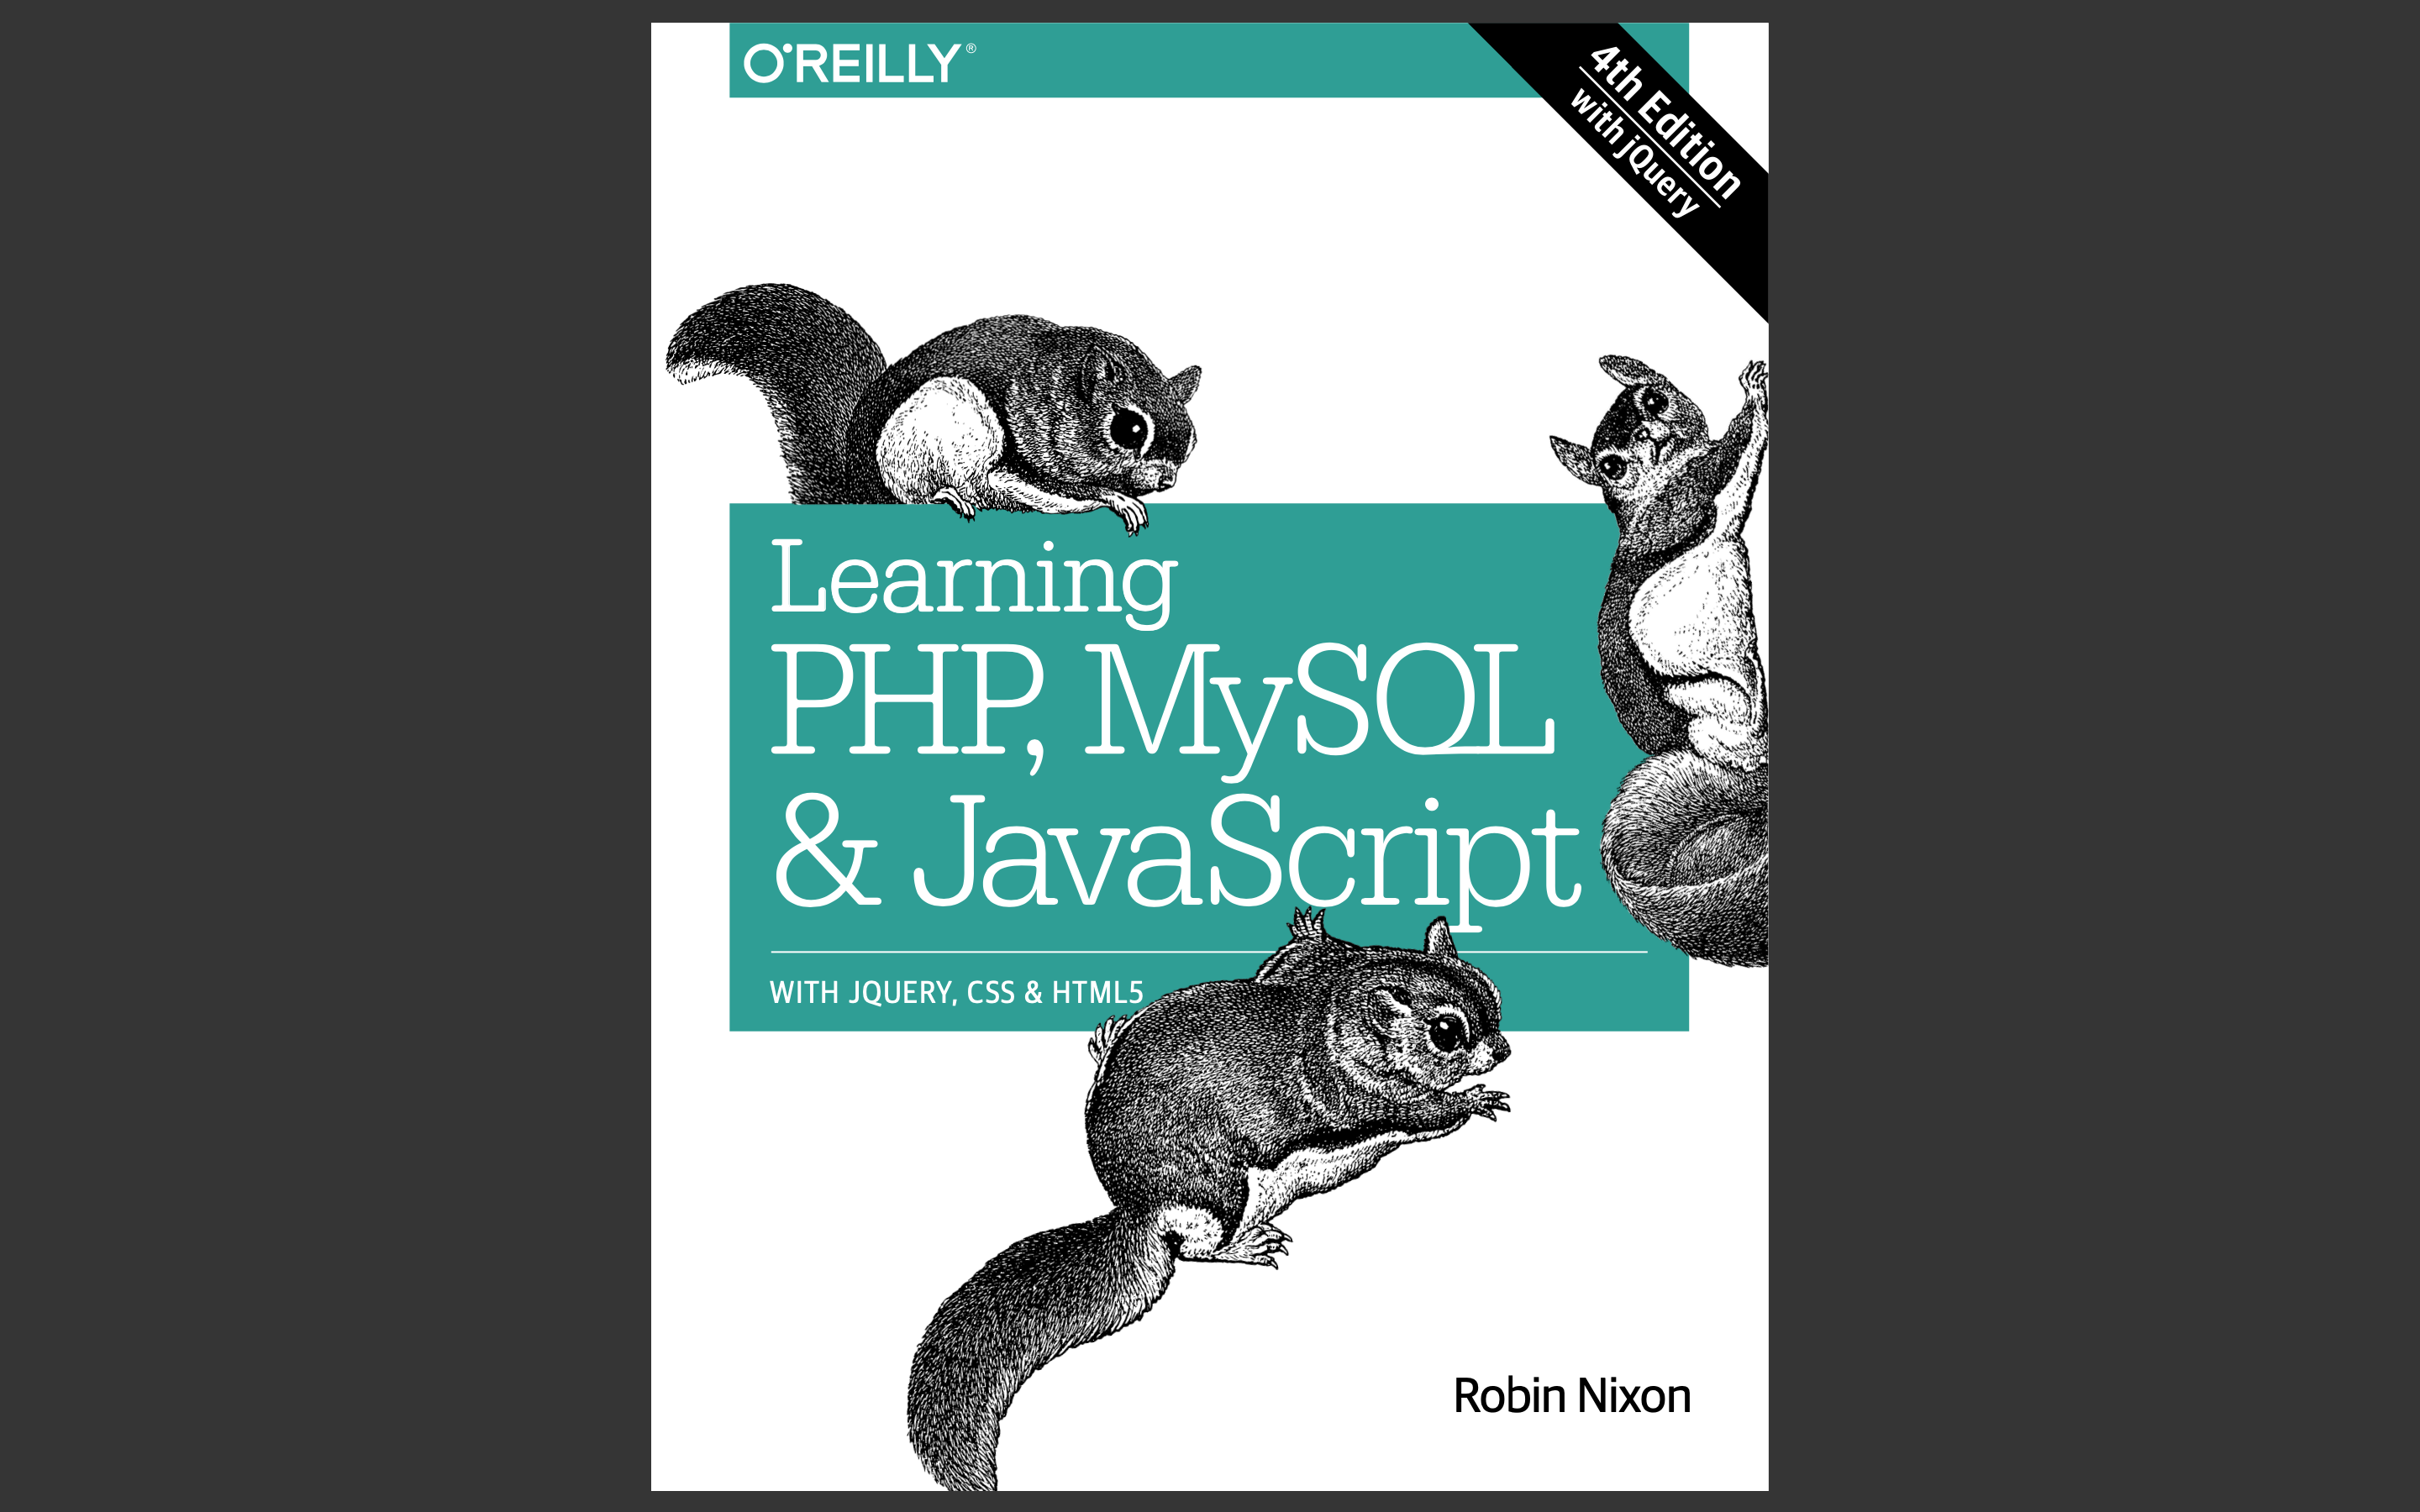 O'REILLY®
4th Edition
with jQuery
Learning
PHP, MySQL
& JavaScript
WITH JQUERY, CSS & HTML5
Robin Nixon